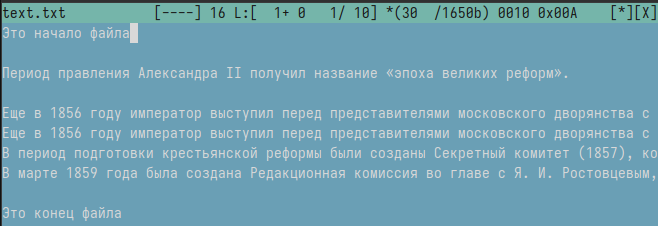 text.txt [----] 16 L:[ 1+ 0 1/ 10] *(30 /1650b) 0010 0x00A [*][X]
Это начало файла
Период правления Александра II получил название «эпоха великих реформ».
Еще в 1856 году император выступил перед представителями московского дворянства с
Еще в 1856 году император выступил перед представителями московского дворянства с
В период подготовки крестьянской реформы были созданы Секретный комитет (1857), ко
В марте 1859 года была создана Редакционная комиссия во главе с Я. И. Ростовцевым,
Это конец файла